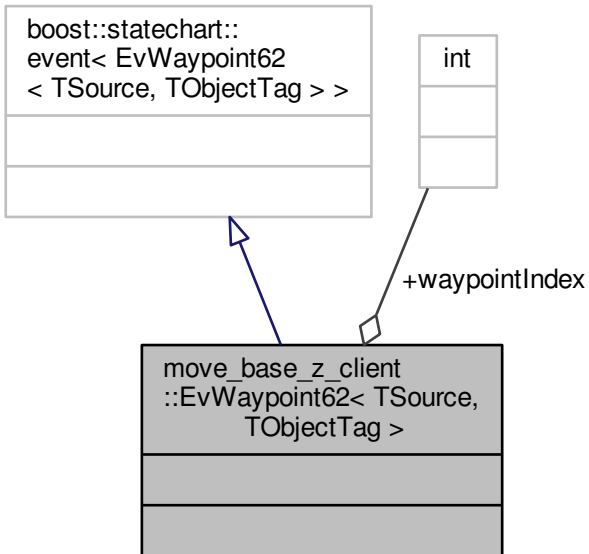 boost::statechart::
event< EvWaypoint62
< TSource, TObjectTag > >
int
+waypointIndex
move_base_z_client
::EvWaypoint62< TSource,
TObjectTag >